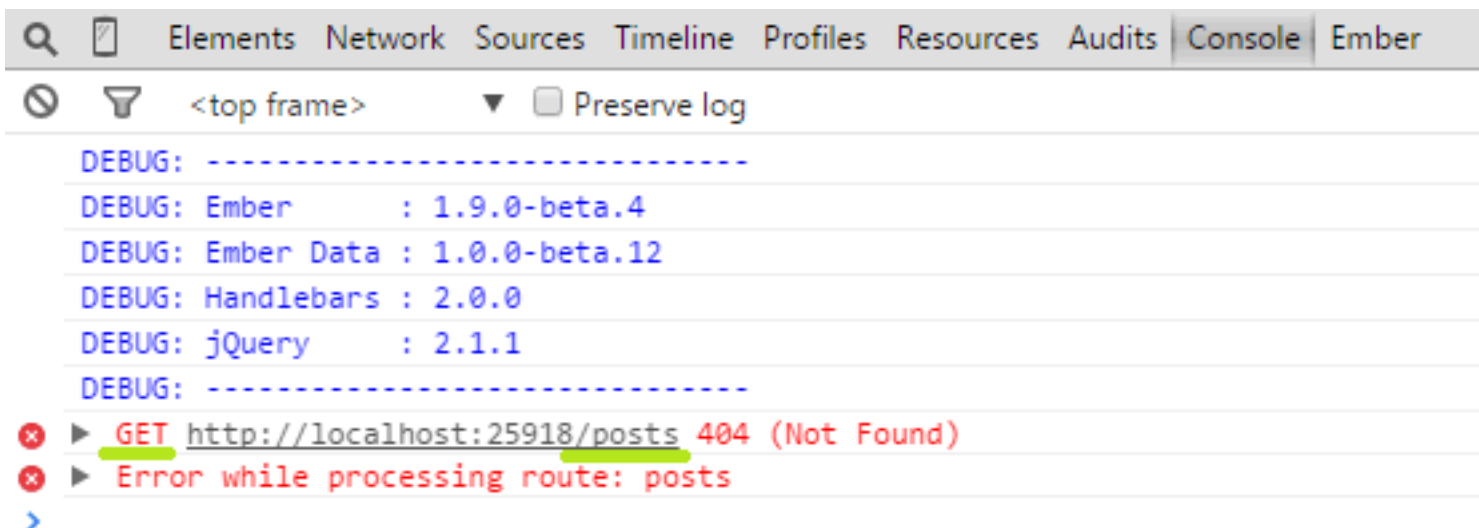 Elements Network Sources Timeline Profiles Resources Audits Console Ember
<top frame> ▼ Preserve log
DEBUG: -------------------------------
DEBUG: Ember      : 1.9.0-beta.4
DEBUG: Ember Data : 1.0.0-beta.12
DEBUG: Handlebars : 2.0.0
DEBUG: jQuery     : 2.1.1
DEBUG: -------------------------------
▶ GET http://localhost:25918/posts 404 (Not Found)
▶ Error while processing route: posts
>